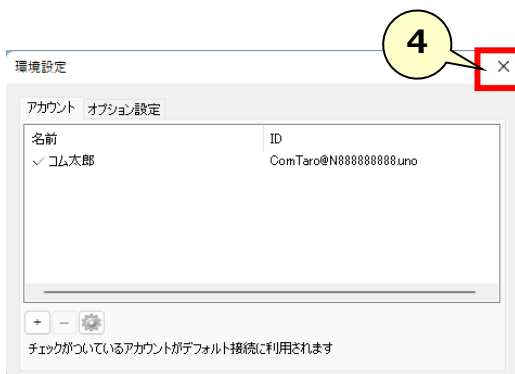 4
環境設定
アカウント オプション設定
名前 ID
✓ コム太郎 ComTaro@N888888888.uno
+ −
チェックがついているアカウントがデフォルト接続に利用されます